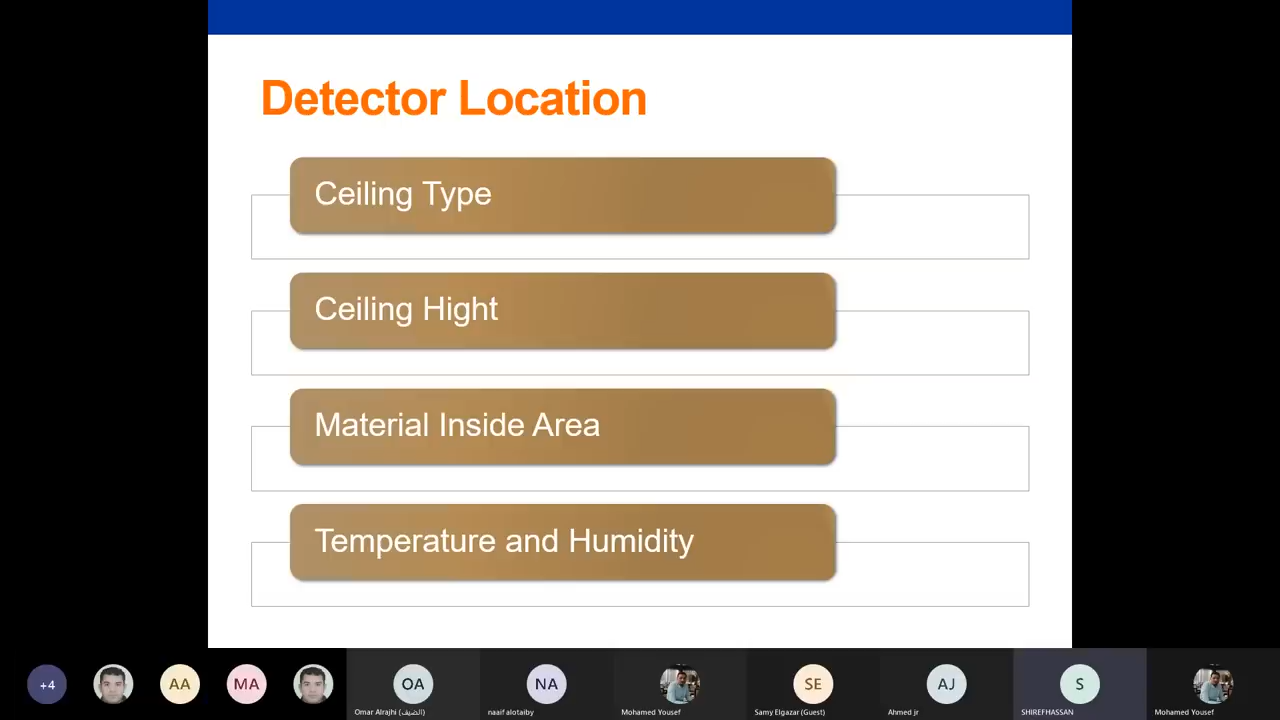 Detector Location
Ceiling Type
Ceiling Hight
Material Inside Area
Temperature and Humidity
+4
AA
MA
OA
Omar Alrajhi (الضيف)
NA
naaif alotaiby
Mohamed Yousef
SE
Samy Elgazar (Guest)
AJ
Ahmed jr
S
SHIREFHASSAN
Mohamed Yousef